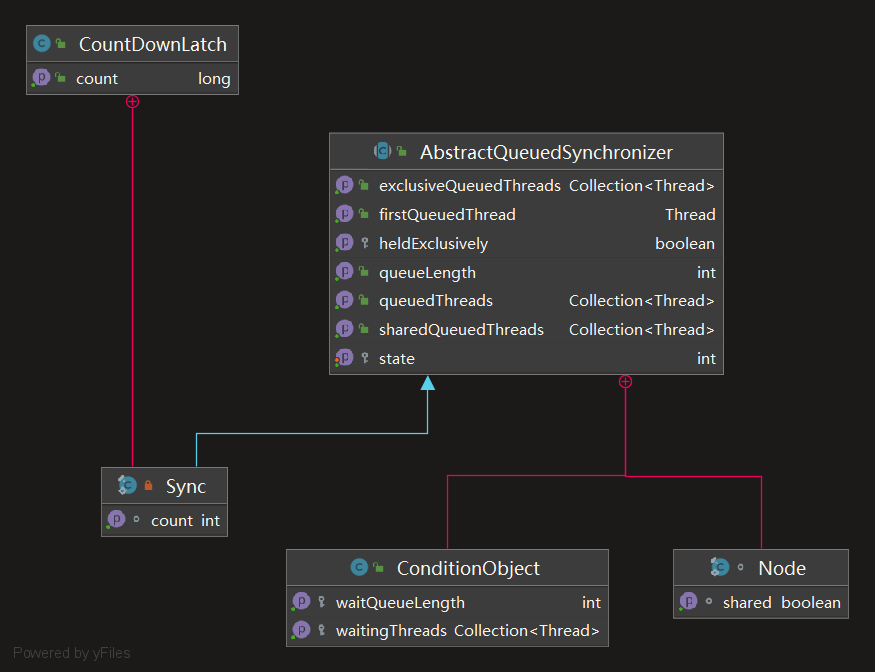 CountDownLatch
count long
AbstractQueuedSynchronizer
exclusiveQueuedThreads Collection<Thread>
firstQueuedThread Thread
heldExclusively boolean
queueLength int
queuedThreads Collection<Thread>
sharedQueuedThreads Collection<Thread>
state int
Sync
count int
ConditionObject
waitQueueLength int
waitingThreads Collection<Thread>
Node
shared boolean
Powered by yFiles